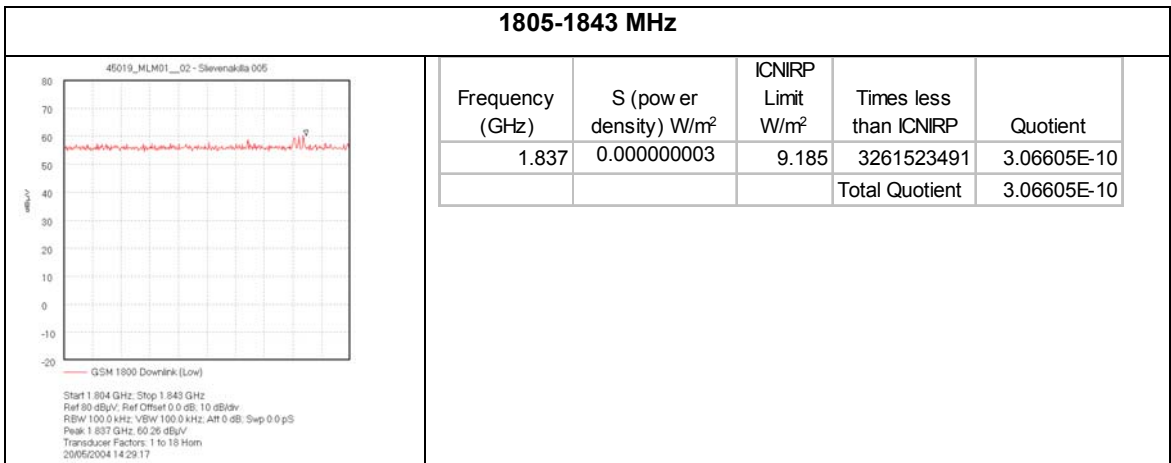 1805-1843 MHz
45019_MLM01__02 - Slievenakilla 005
80
70
60
50
40
30
20
10
0
-10
-20
dBµV
GSM 1800 Downlink (Low)
Start 1.804 GHz; Stop 1.843 GHz
Ref 80 dBµV; Ref Offset 0.0 dB; 10 dB/div
RBW 100.0 kHz; VBW 100.0 kHz; Att 0 dB; Swp 0.0 pS
Peak 1.837 GHz, 60.26 dBµV
Transducer Factors: 1 to 18 Horn
20/05/2004 14:29:17
Frequency (GHz) S (pow er density) W/m² ICNIRP Limit W/m² Times less than ICNIRP Quotient
1.837 0.000000003 9.185 3261523491 3.06605E-10
Total Quotient 3.06605E-10